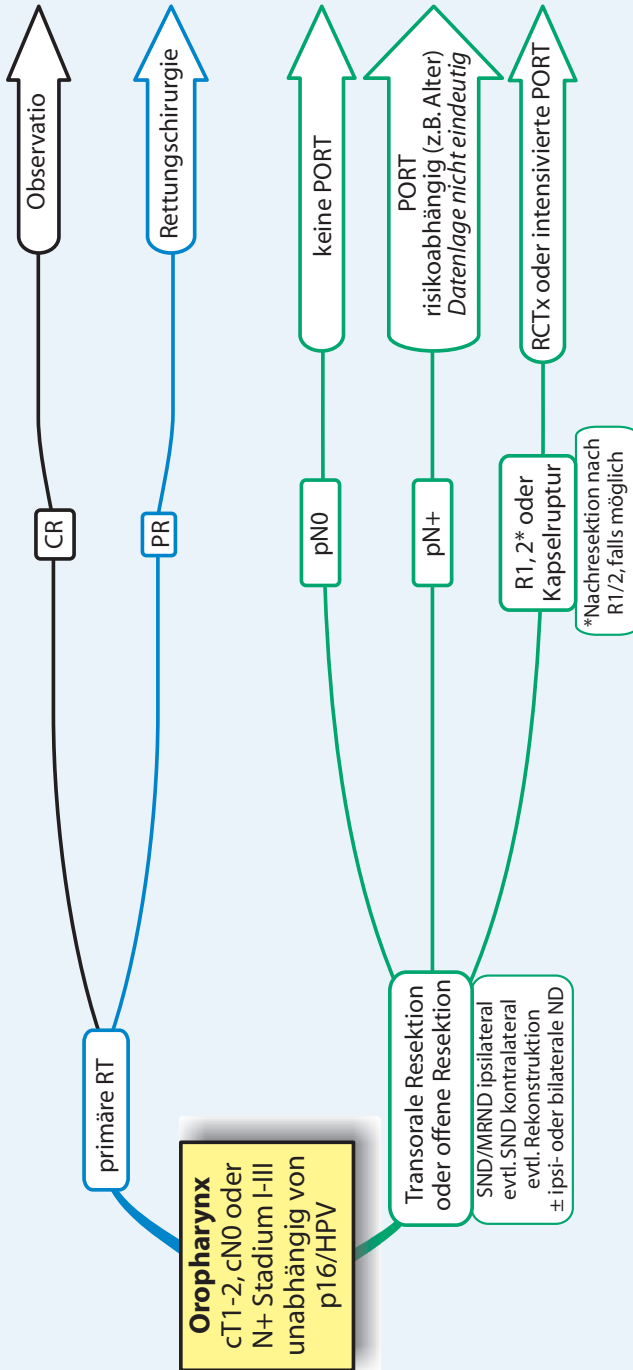 Oropharynx
cT1-2, cN0 oder
N+ Stadium I-III
unabhängig von
p16/HPV
primäre RT
CR
Observatio
PR
Rettungschirurgie
Transorale Resektion
oder offene Resektion
SND/MRND ipsilateral
evtl. SND kontralateral
evtl. Rekonstruktion
± ipsi- oder bilaterale ND
pN0
keine PORT
pN+
PORT
risikoabhängig (z.B. Alter)
Datenlage nicht eindeutig
R1, 2* oder
Kapselruptur
*Nachresektion nach
R1/2, falls möglich
RCTx oder intensivierte PORT